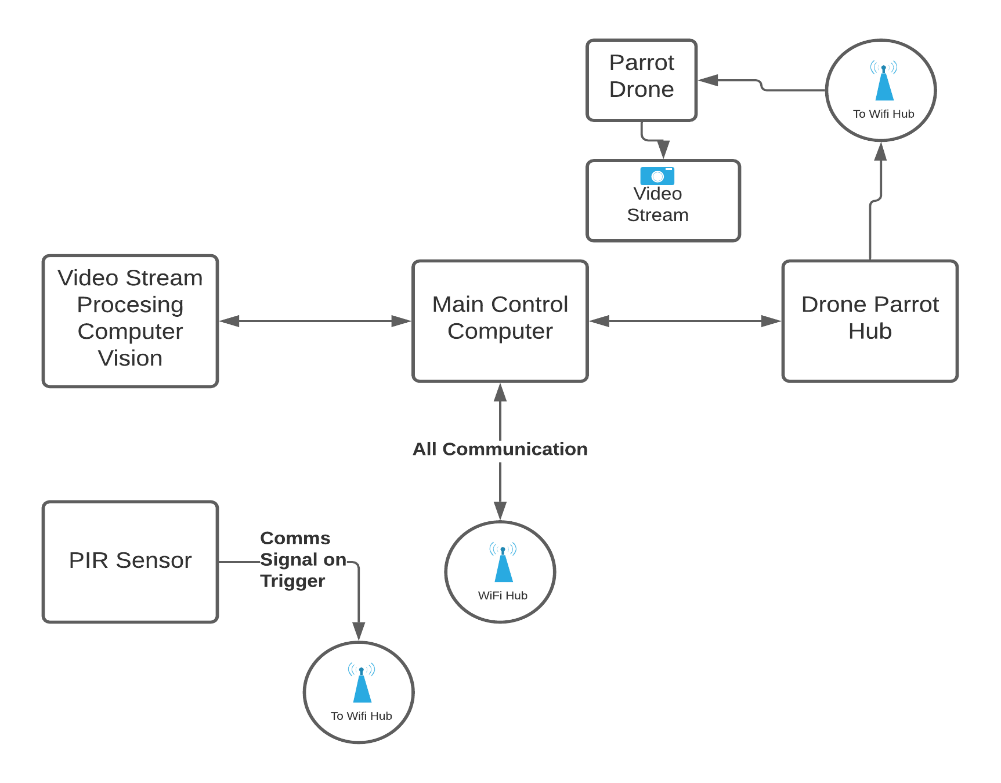 Parrot
Drone
To Wifi Hub
Video
Stream
Video Stream
Procesing
Computer
Vision
Main Control
Computer
Drone Parrot
Hub
All Communication
PIR Sensor
Comms
Signal on
Trigger
WiFi Hub
To Wifi Hub